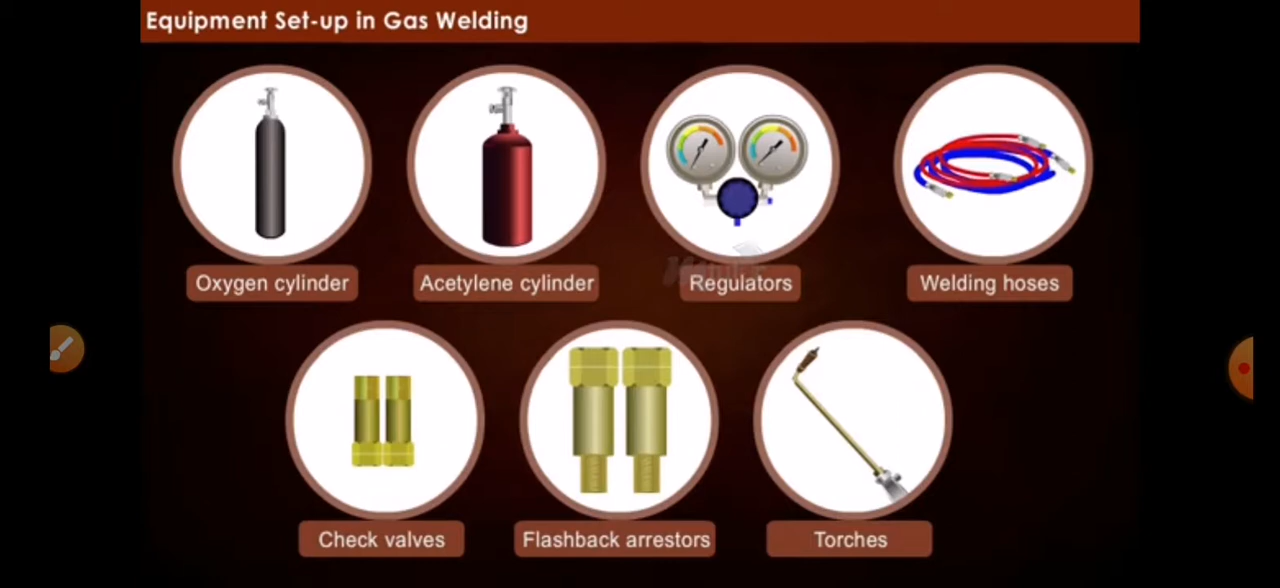 Equipment Set-up in Gas Welding
Oxygen cylinder
Acetylene cylinder
Regulators
Welding hoses
Check valves
Flashback arrestors
Torches